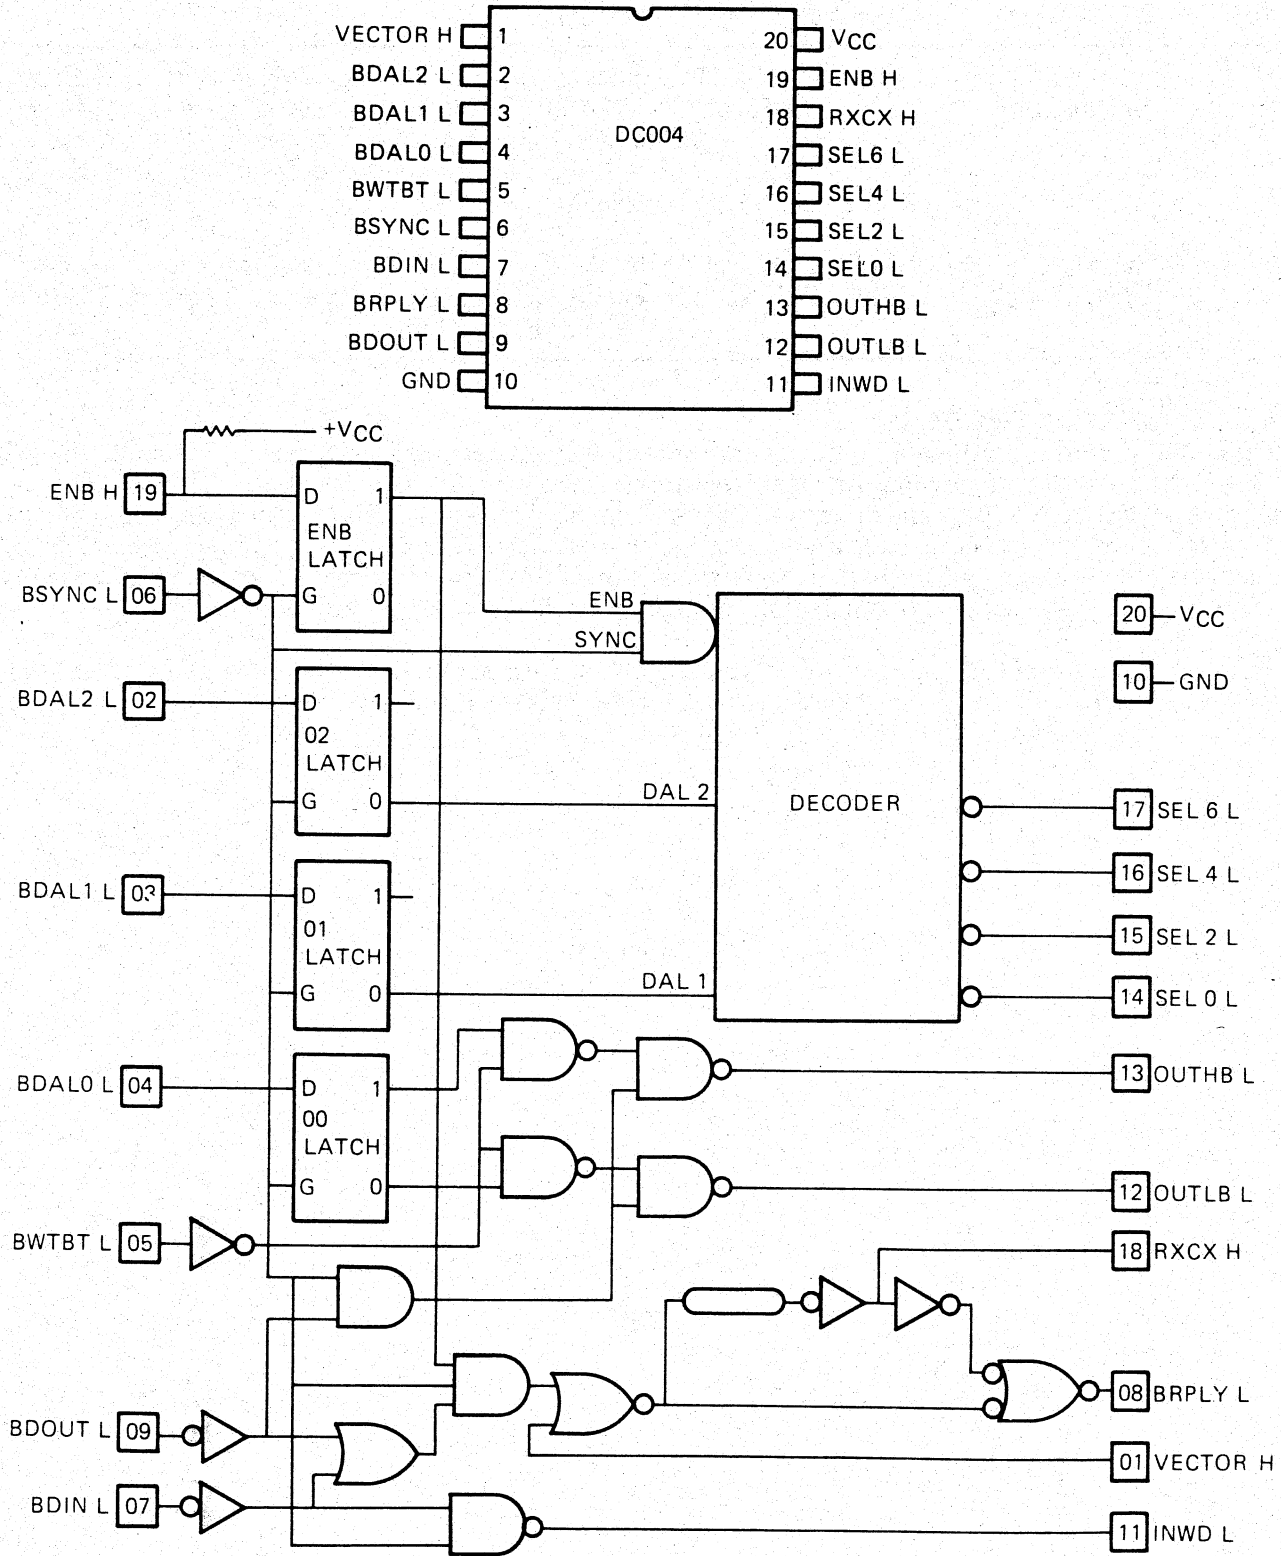 VECTOR H 1 20 VCC
BDAL2 L 2 19 ENB H
BDAL1 L 3 18 RXCX H
DC004
BDAL0 L 4 17 SEL6 L
BWTBT L 5 16 SEL4 L
BSYNC L 6 15 SEL2 L
BDIN L 7 14 SEL0 L
BRPLY L 8 13 OUTHB L
BDOUT L 9 12 OUTLB L
GND 10 11 INWD L
+VCC
ENB H 19 D 1
ENB
LATCH
BSYNC L 06 G 0
ENB
SYNC
20 VCC
10 GND
BDAL2 L 02 D 1
02
LATCH
G 0 DAL 2
DECODER
17 SEL 6 L
16 SEL 4 L
15 SEL 2 L
14 SEL 0 L
BDAL1 L 03 D 1
01
LATCH
G 0 DAL 1
BDAL0 L 04 D 1
00
LATCH
G 0
13 OUTHB L
12 OUTLB L
BWTBT L 05
18 RXCX H
08 BRPLY L
BDOUT L 09
01 VECTOR H
BDIN L 07
11 INWD L